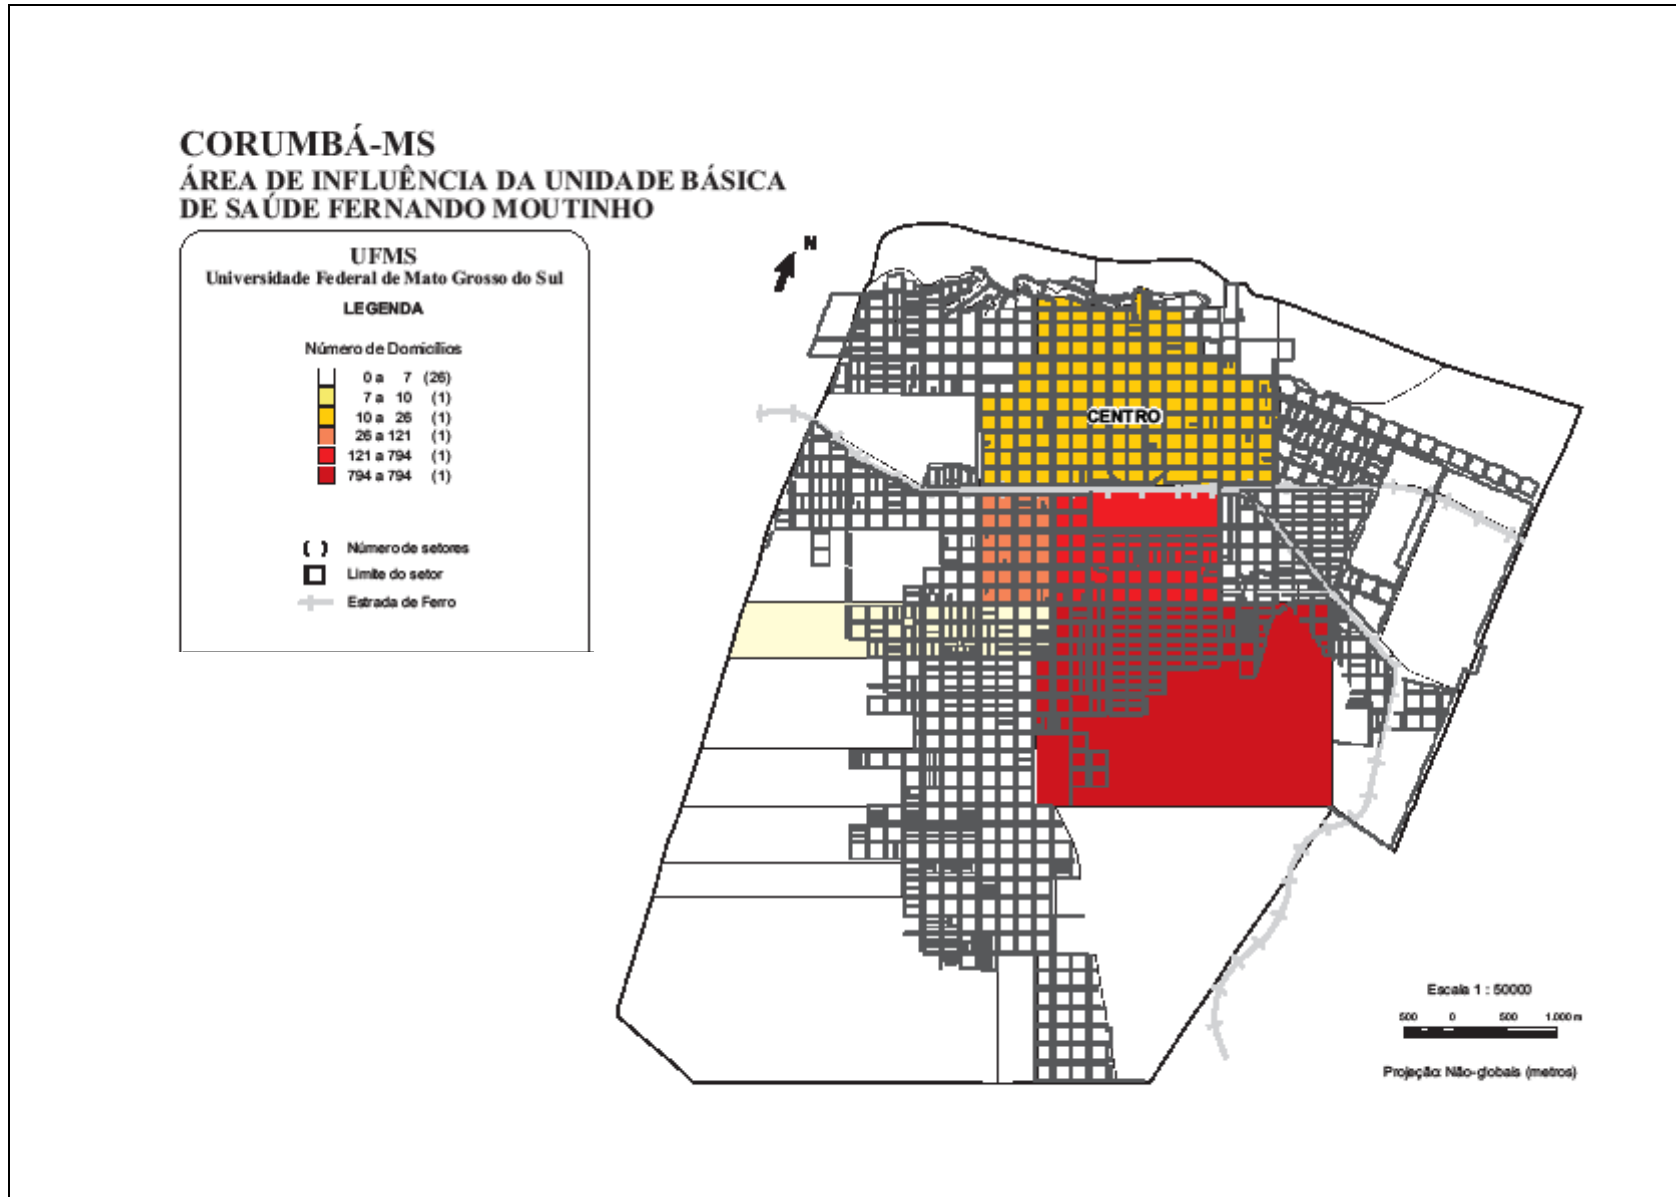 CORUMBÁ-MS
ÁREA DE INFLUÊNCIA DA UNIDADE BÁSICA
DE SAÚDE FERNANDO MOUTINHO
UFMS
Universidade Federal de Mato Grosso do Sul
LEGENDA
Número de Domicílios
0 a 7 (26)
7 a 10 (1)
10 a 26 (1)
26 a 121 (1)
121 a 794 (1)
794 a 794 (1)
( ) Número de setores
Limite do setor
Estrada de Ferro
N
CENTRO
Escala 1 : 50000
500 0 500 1.000 m
Projeção: Não-globais (metros)